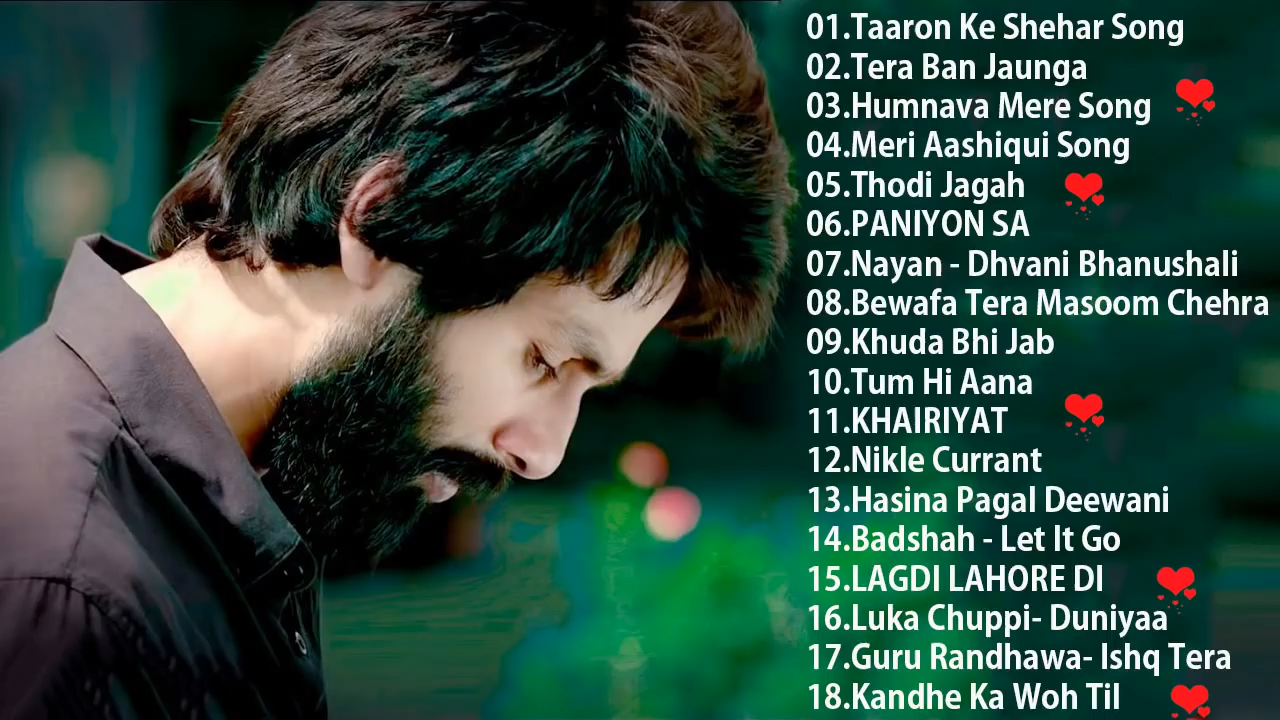 01.Taaron Ke Shehar Song
02.Tera Ban Jaunga
03.Humnava Mere Song
04.Meri Aashiqui Song
05.Thodi Jagah
06.PANIYON SA
07.Nayan - Dhvani Bhanushali
08.Bewafa Tera Masoom Chehra
09.Khuda Bhi Jab
10.Tum Hi Aana
11.KHAIRIYAT
12.Nikle Currant
13.Hasina Pagal Deewani
14.Badshah - Let It Go
15.LAGDI LAHORE DI
16.Luka Chuppi- Duniyaa
17.Guru Randhawa- Ishq Tera
18.Kandhe Ka Woh Til